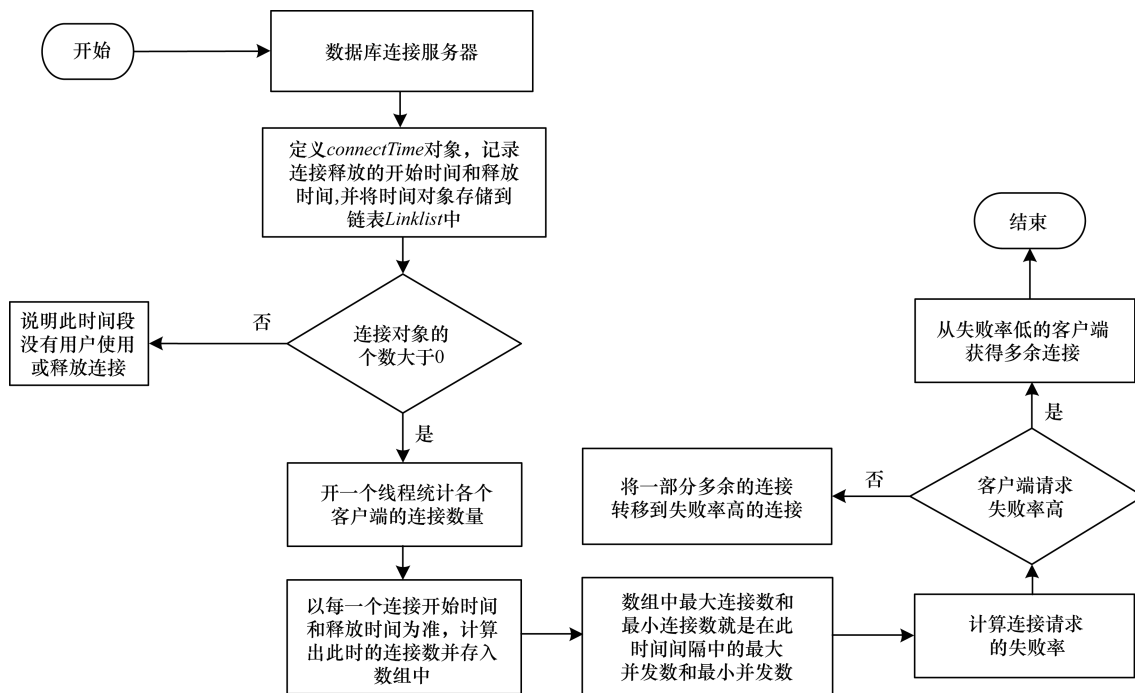 开始
数据库连接服务器
定义connectTime对象，记录
连接释放的开始时间和释放
时间,并将时间对象存储到
链表Linklist中
连接对象的
个数大于0
否
说明此时间段
没有用户使用
或释放连接
是
开一个线程统计各个
客户端的连接数量
以每一个连接开始时间
和释放时间为准，计算
出此时的连接数并存入
数组中
数组中最大连接数和
最小连接数就是在此
时间间隔中的最大
并发数和最小并发数
计算连接请求
的失败率
客户端请求
失败率高
否
将一部分多余的连接
转移到失败率高的连接
是
从失败率低的客户端
获得多余连接
结束